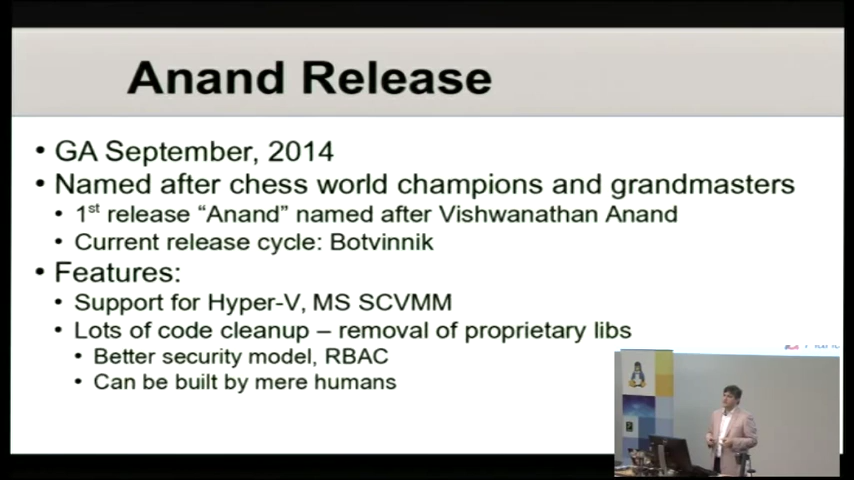 Anand Release
• GA September, 2014
• Named after chess world champions and grandmasters
• 1st release “Anand” named after Vishwanathan Anand
• Current release cycle: Botvinnik
• Features:
• Support for Hyper-V, MS SCVMM
• Lots of code cleanup – removal of proprietary libs
• Better security model, RBAC
• Can be built by mere humans